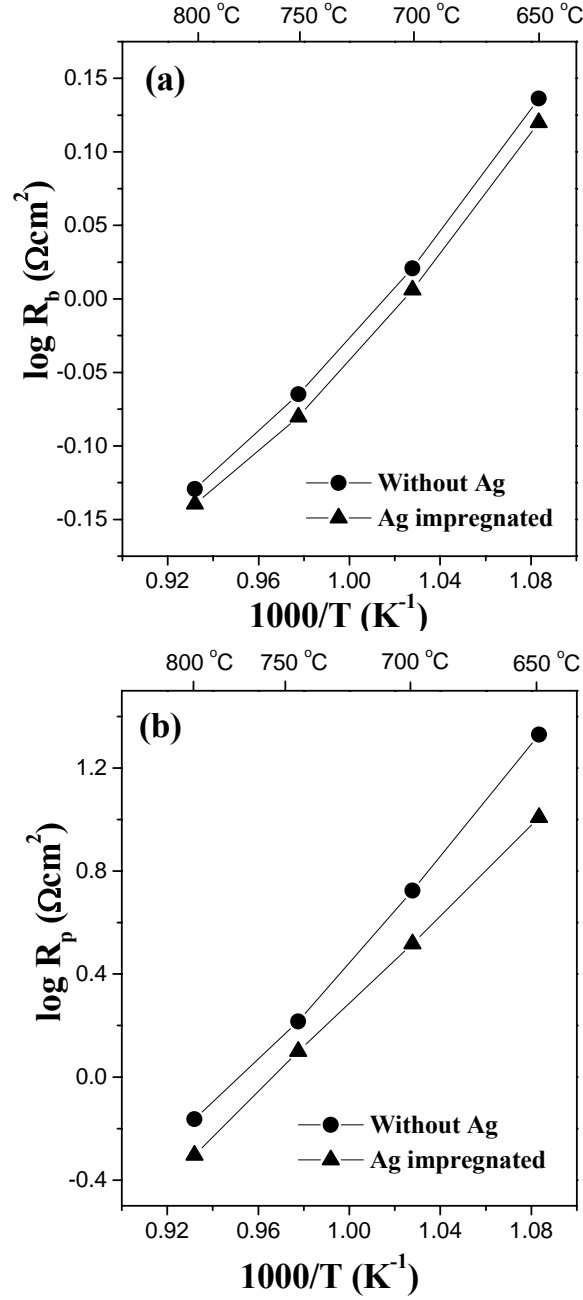 800 °C 750 °C 700 °C 650 °C
(a)
0.15
0.10
0.05
0.00
-0.05
-0.10
-0.15
log R_b (Ωcm²)
Without Ag
Ag impregnated
0.92 0.96 1.00 1.04 1.08
1000/T (K⁻¹)
800 °C 750 °C 700 °C 650 °C
(b)
1.2
0.8
0.4
0.0
-0.4
log R_p (Ωcm²)
Without Ag
Ag impregnated
0.92 0.96 1.00 1.04 1.08
1000/T (K⁻¹)